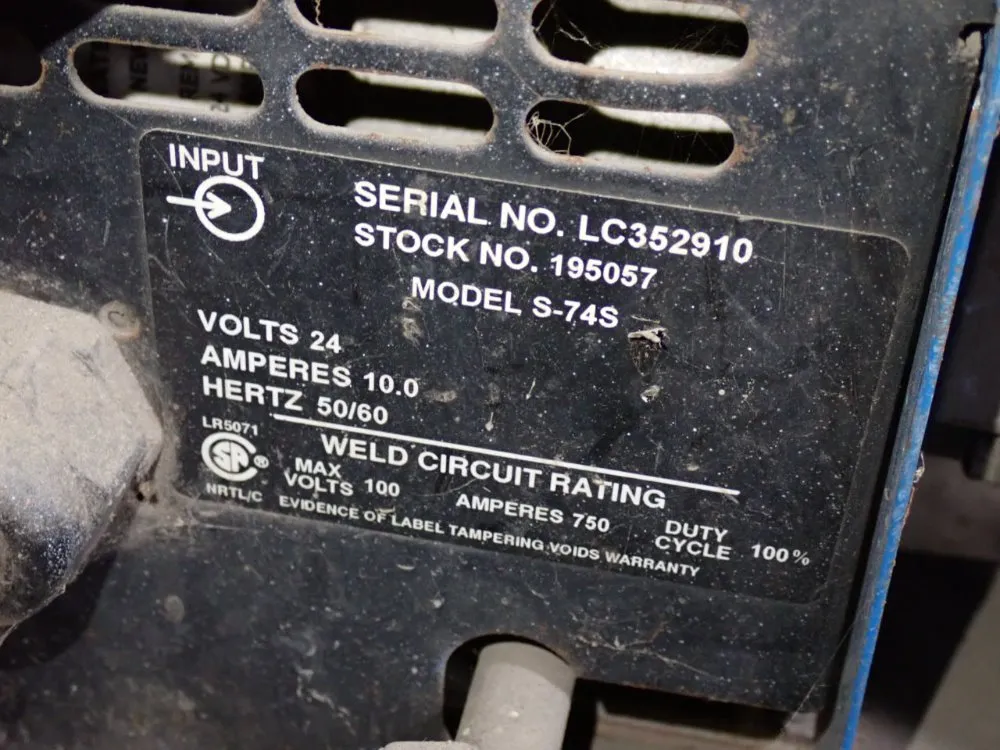 INPUT
SERIAL NO. LC352910
STOCK NO. 195057
MODEL S-74S
VOLTS 24
AMPERES 10.0
HERTZ 50/60
LR5071
WELD CIRCUIT RATING
MAX
VOLTS 100
AMPERES 750
DUTY
CYCLE 100%
NRTL/C
EVIDENCE OF LABEL TAMPERING VOIDS WARRANTY